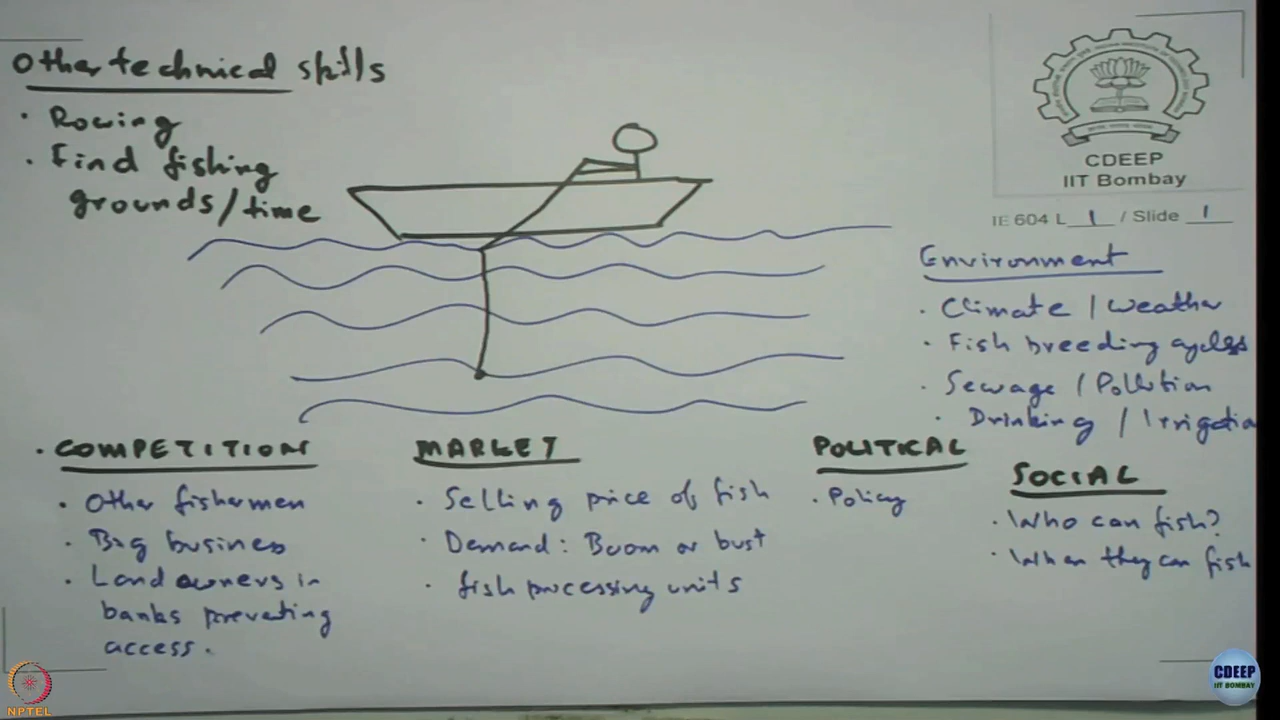 Other technical skills
· Rowing
· Find fishing
grounds/time
CDEEP
IIT Bombay
IE 604 L 1 / Slide 1
Environment
· Climate / Weather
· Fish breeding cycles
· Sewage / Pollution
· Drinking / Irrigation
· COMPETITION
· Other fishermen
· Big business
· Land owners in
banks preventing
access.
MARKET
· Selling price of fish
· Demand: Boom or bust
· fish processing units
POLITICAL
· Policy
SOCIAL
· Who can fish?
· When they can fish
NPTEL
CDEEP
IIT BOMBAY